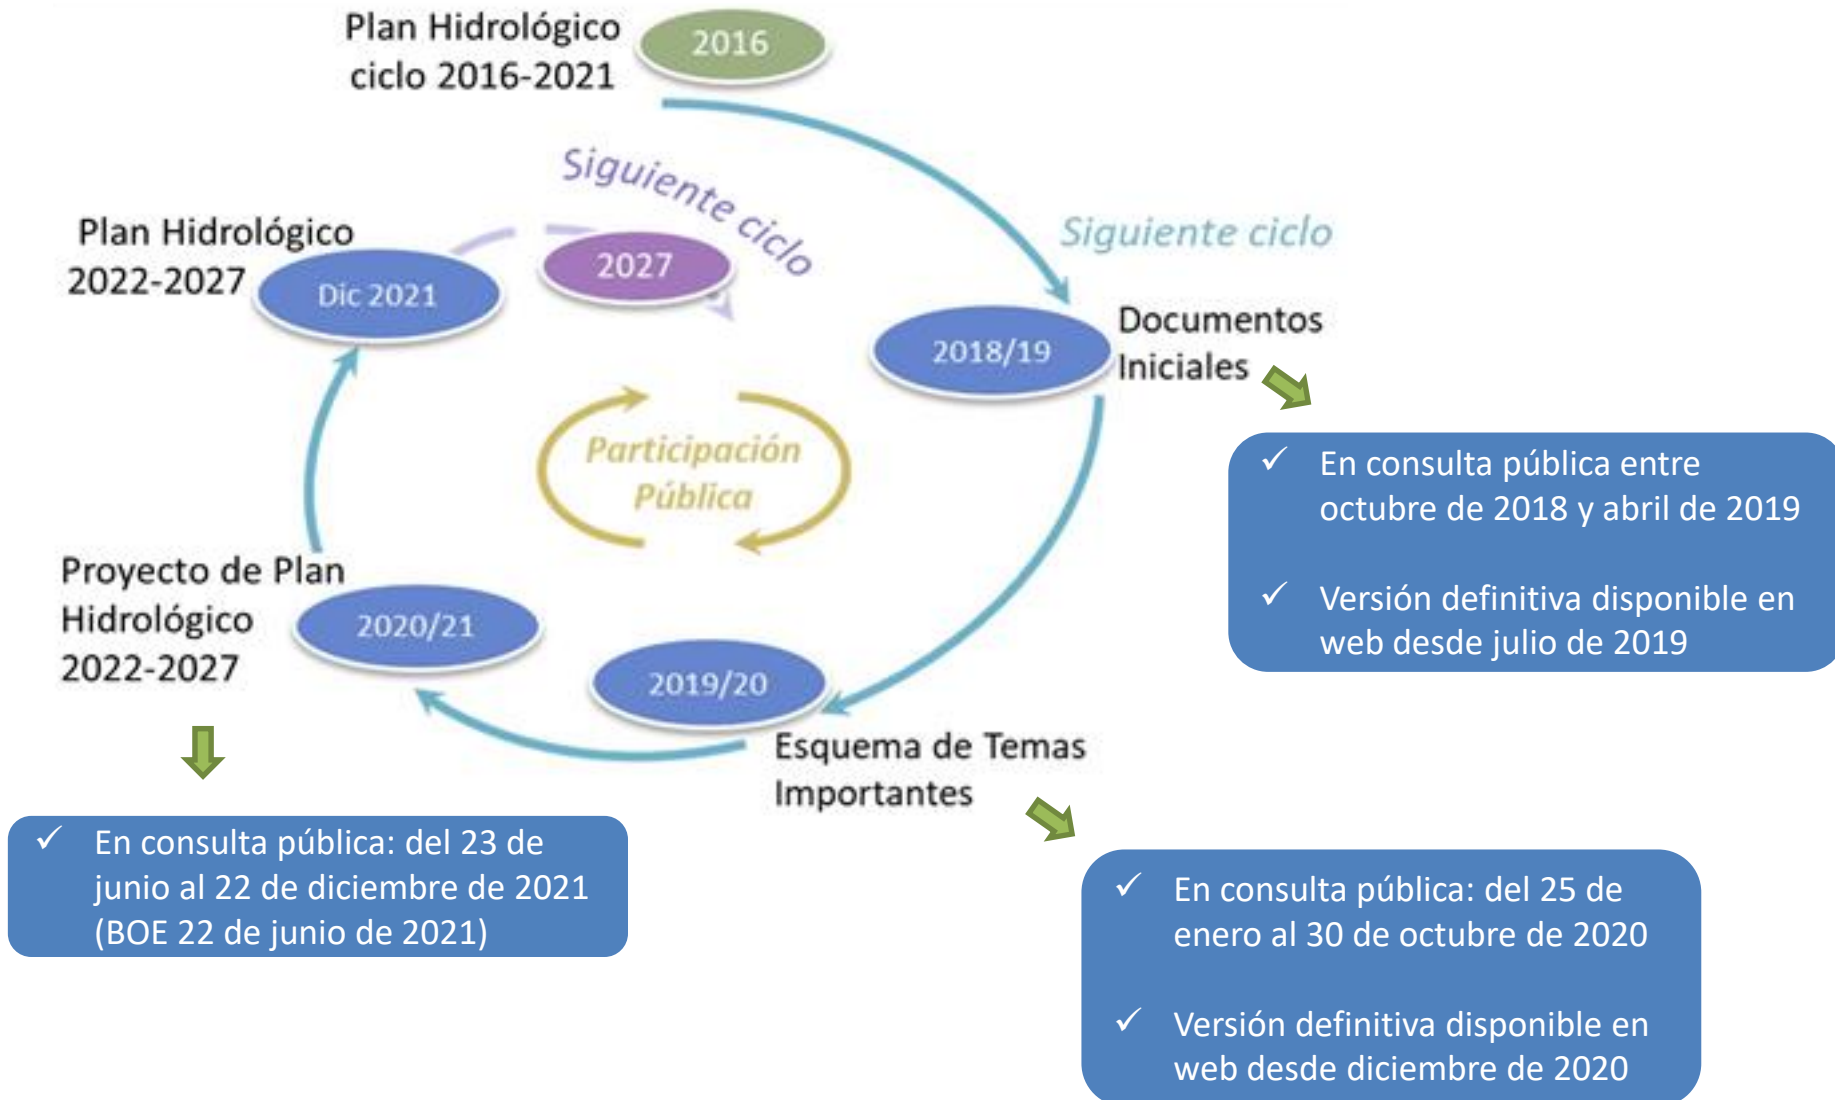 Plan Hidrológico
ciclo 2016-2021
2016
Siguiente ciclo
Siguiente ciclo
Plan Hidrológico
2022-2027
Dic 2021
2027
2018/19
Documentos
Iniciales
Participación
Pública
✓ En consulta pública entre
octubre de 2018 y abril de 2019
✓ Versión definitiva disponible en
web desde julio de 2019
Proyecto de Plan
Hidrológico
2022-2027
2020/21
2019/20
Esquema de Temas
Importantes
✓ En consulta pública: del 23 de
junio al 22 de diciembre de 2021
(BOE 22 de junio de 2021)
✓ En consulta pública: del 25 de
enero al 30 de octubre de 2020
✓ Versión definitiva disponible en
web desde diciembre de 2020